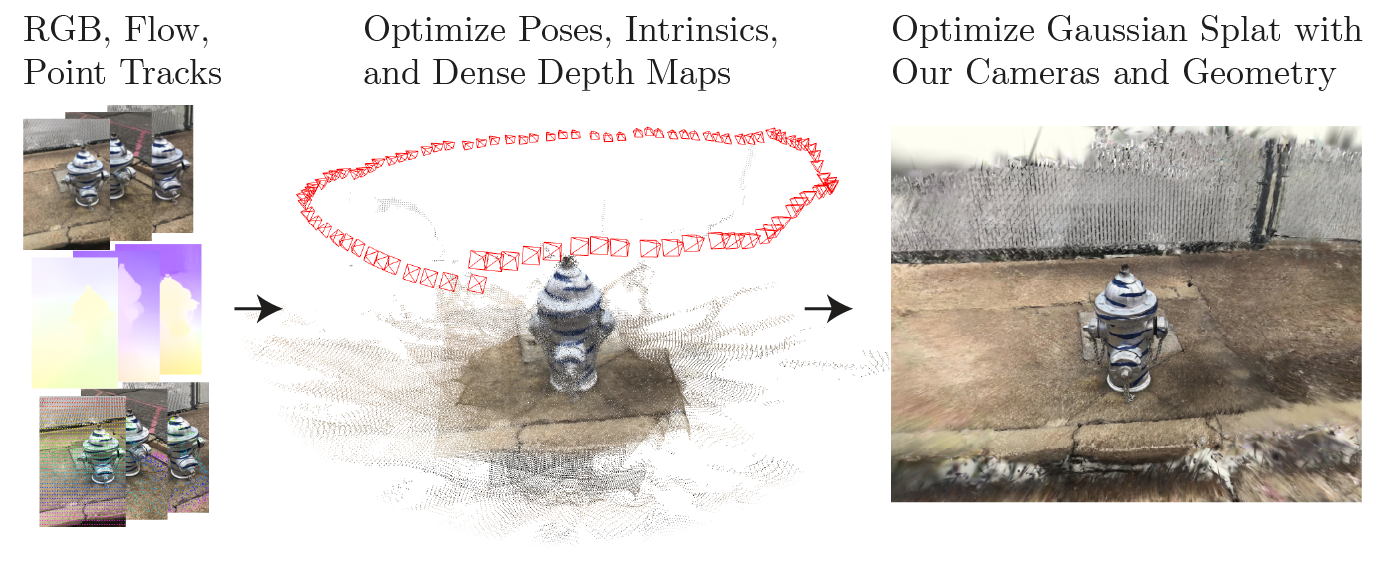 RGB, Flow,
Point Tracks
Optimize Poses, Intrinsics,
and Dense Depth Maps
Optimize Gaussian Splat with
Our Cameras and Geometry